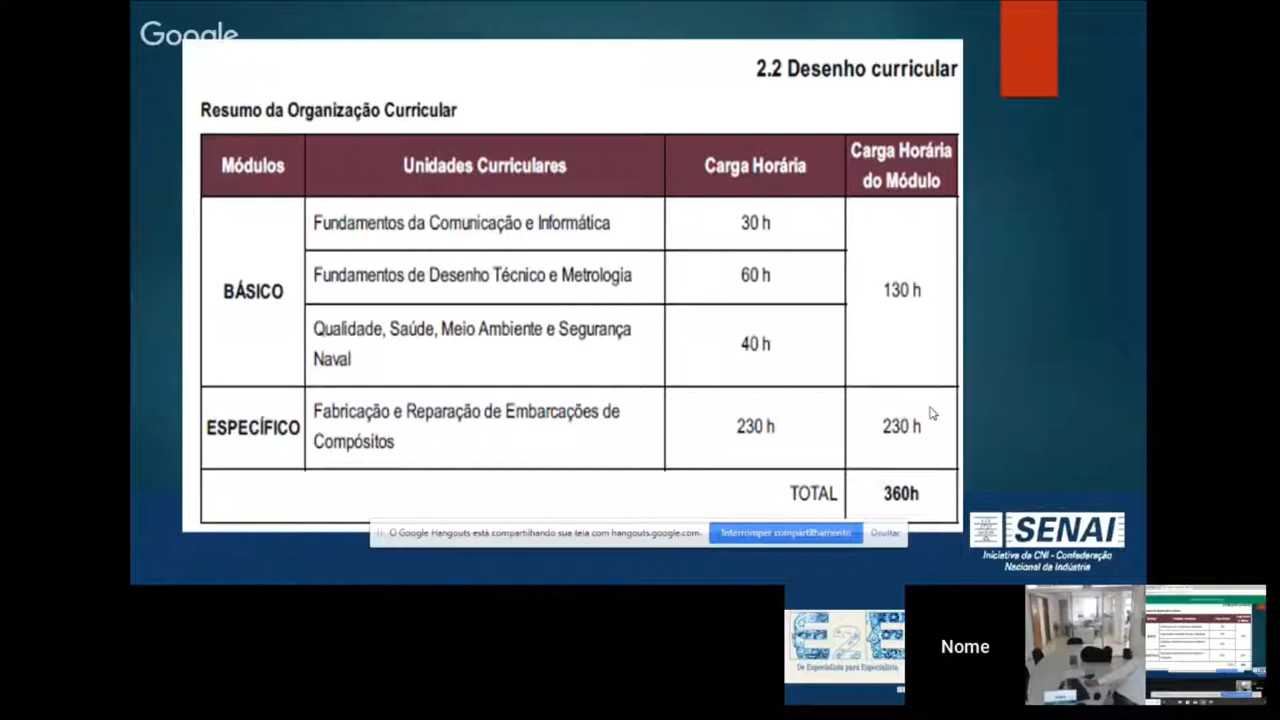 Google
2.2 Desenho curricular
Resumo da Organização Curricular
Módulos
Unidades Curriculares
Carga Horária
Carga Horária
do Módulo
BÁSICO
Fundamentos da Comunicação e Informática
30 h
Fundamentos de Desenho Técnico e Metrologia
60 h
Qualidade, Saúde, Meio Ambiente e Segurança
Naval
40 h
130 h
ESPECÍFICO
Fabricação e Reparação de Embarcações de
Compósitos
230 h
230 h
TOTAL
360h
O Google Hangouts está compartilhando sua tela com hangouts.google.com.
Interromper compartilhamento
Ocultar
SENAI
Iniciativa da CNI - Confederação
Nacional da Indústria
E2E
De Especialista para Especialista
Nome